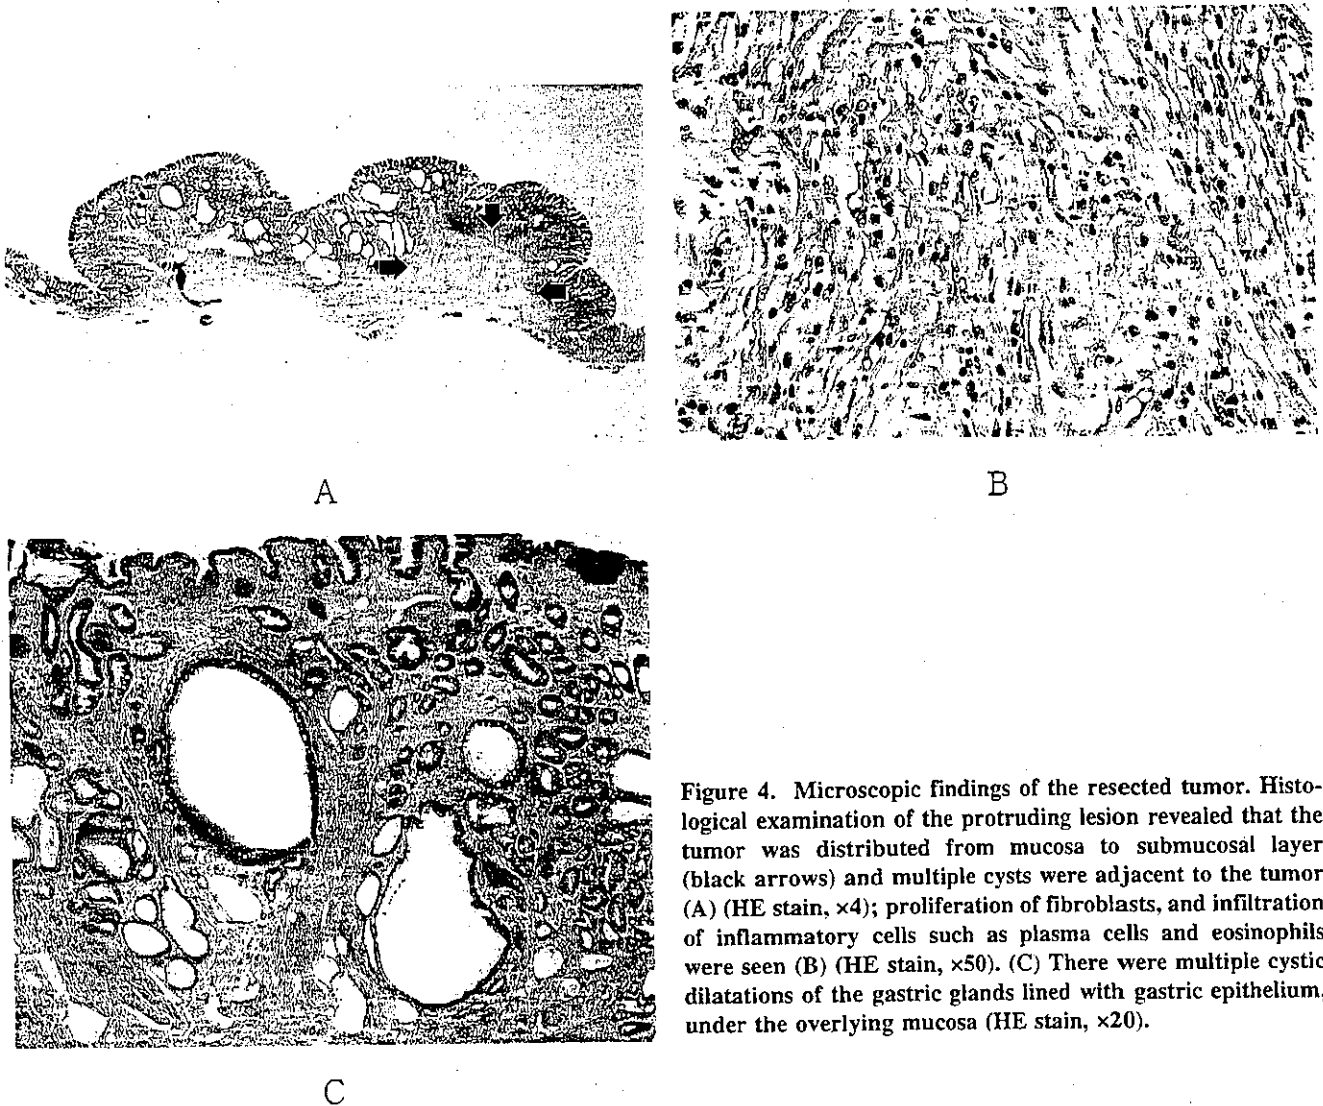 A
B
C
Figure 4. Microscopic findings of the resected tumor. Histo-
logical examination of the protruding lesion revealed that the
tumor was distributed from mucosa to submucosal layer
(black arrows) and multiple cysts were adjacent to the tumor
(A) (HE stain, ×4); proliferation of fibroblasts, and infiltration
of inflammatory cells such as plasma cells and eosinophils
were seen (B) (HE stain, ×50). (C) There were multiple cystic
dilatations of the gastric glands lined with gastric epithelium,
under the overlying mucosa (HE stain, ×20).